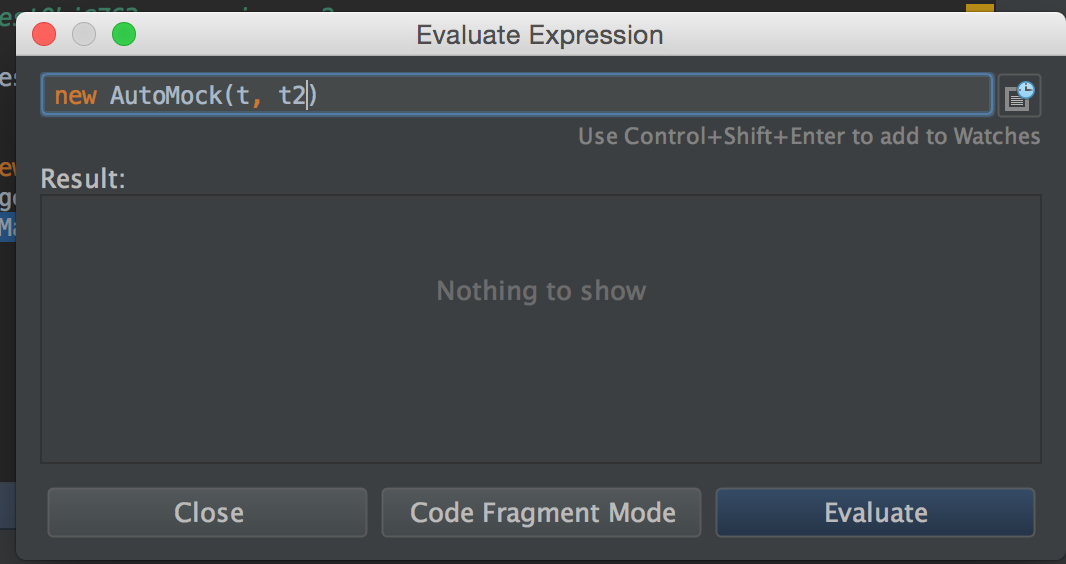 Evaluate Expression
new AutoMock(t, t2)
Use Control+Shift+Enter to add to Watches
Result:
Nothing to show
Close
Code Fragment Mode
Evaluate